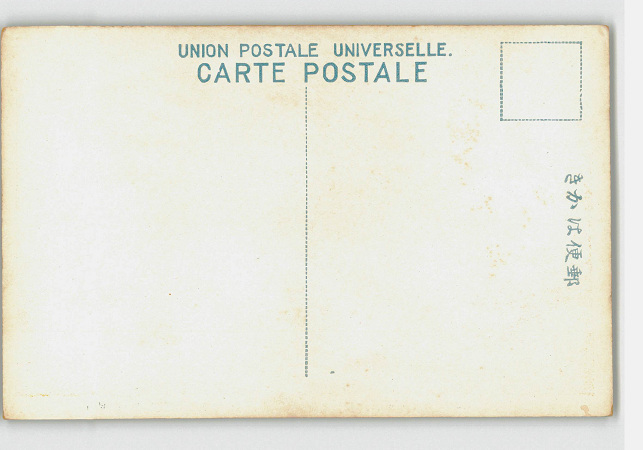 UNION POSTALE UNIVERSELLE.
CARTE POSTALE
きかは便郵